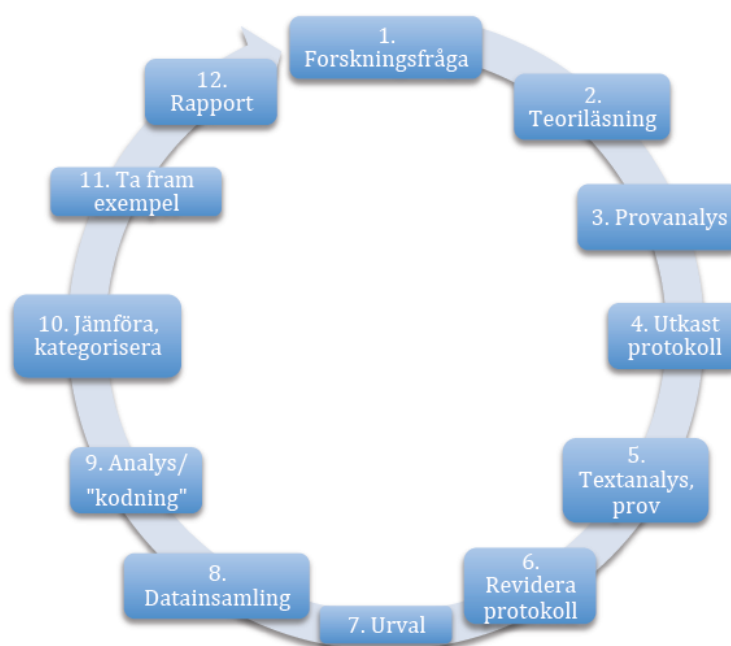 1.
Forskningsfråga
2.
Teoriläsning
3. Provanalys
4. Utkast
protokoll
5.
Textanalys,
prov
6.
Revidera
protokoll
7. Urval
8.
Datainsamling
9. Analys/
"kodning"
10. Jämföra,
kategorisera
11. Ta fram
exempel
12.
Rapport